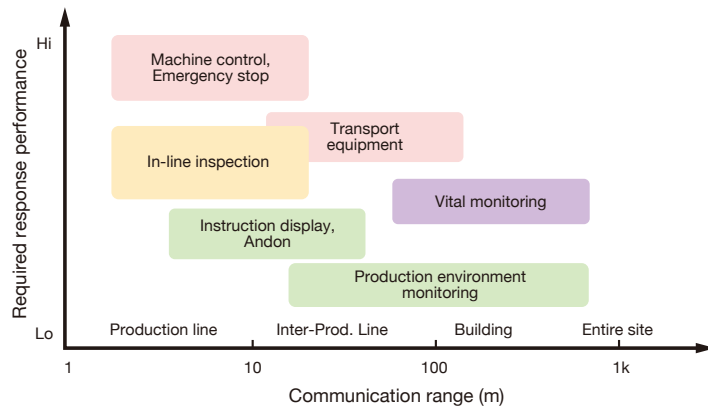 Required response performance
Hi
Machine control,
Emergency stop
Transport
equipment
In-line inspection
Vital monitoring
Instruction display,
Andon
Production environment
monitoring
Lo
Production line
Inter-Prod. Line
Building
Entire site
1
10
100
1k
Communication range (m)